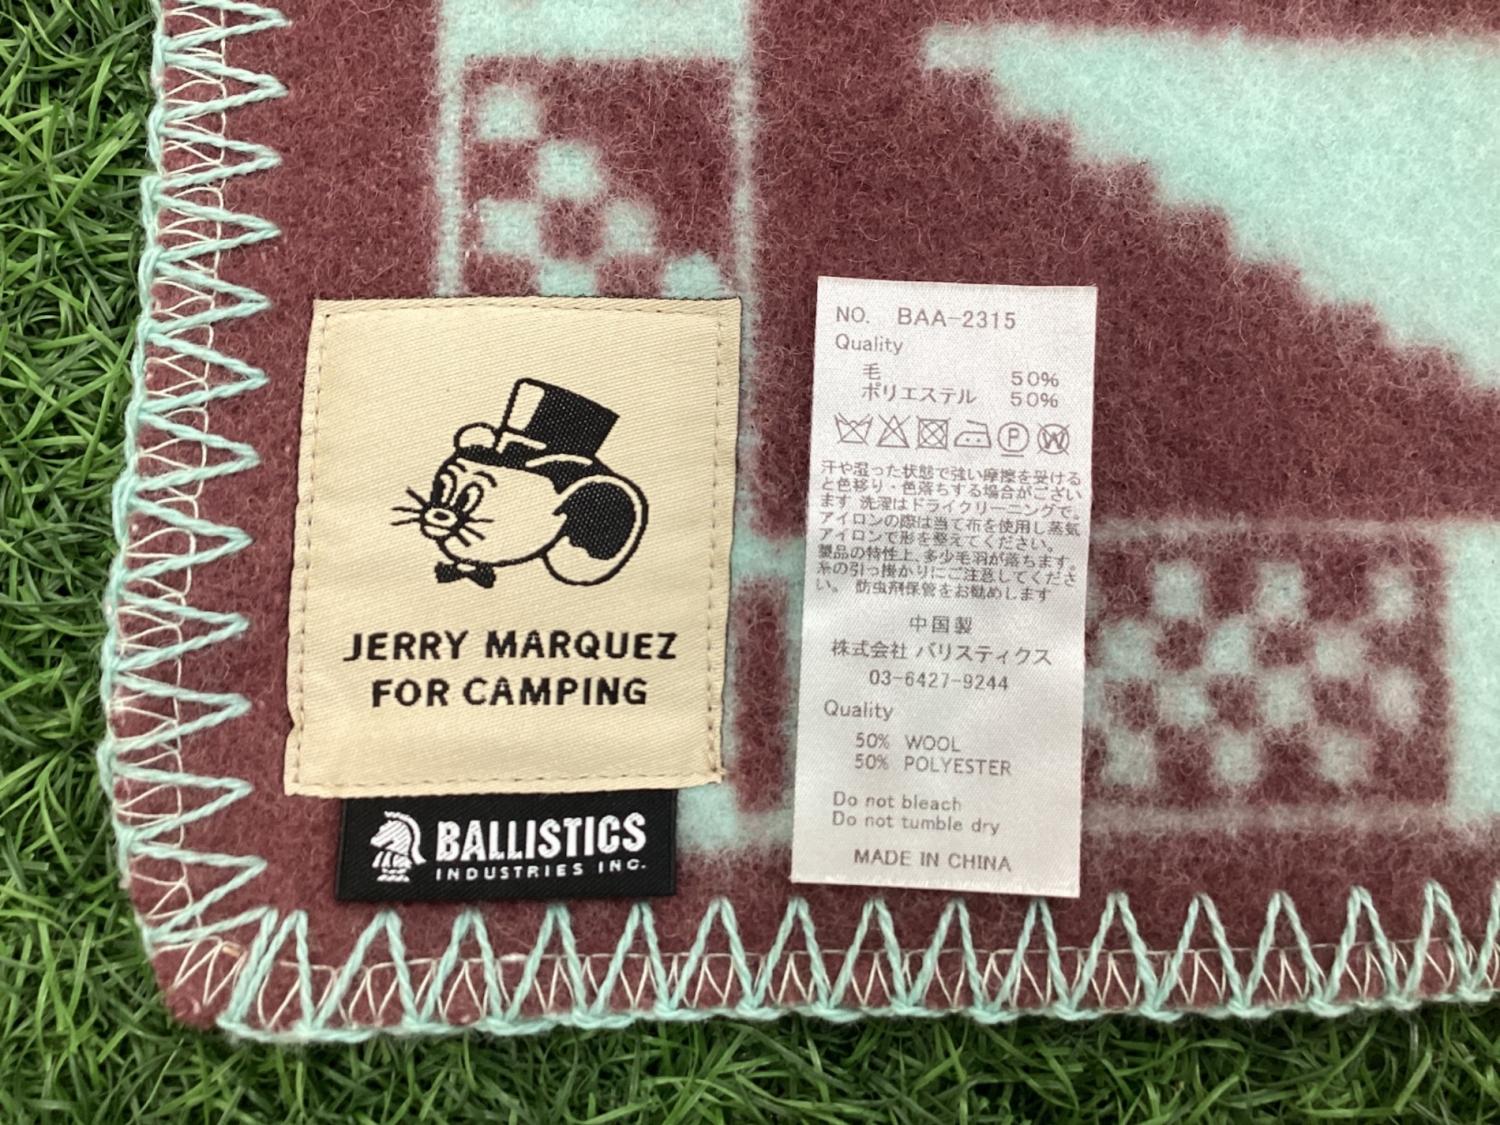 JERRY MARQUEZ
FOR CAMPING
BALLISTICS
INDUSTRIES INC.
NO. BAA-2315
Quality
毛 50%
ポリエステル 50%
P W
汗や湿った状態で強い摩擦を受ける
と色移り・色落ちする場合がござい
ます 洗濯はドライクリーニングで。
アイロンの際は当て布を使用し蒸気
アイロンで形を整えてください。
製品の特性上、多少毛羽が落ちます。
糸の引っ掛かりにご注意してくださ
い。 防虫剤保管をお勧めします
中国製
株式会社 バリスティクス
03-6427-9244
Quality
50% WOOL
50% POLYESTER
Do not bleach
Do not tumble dry
MADE IN CHINA